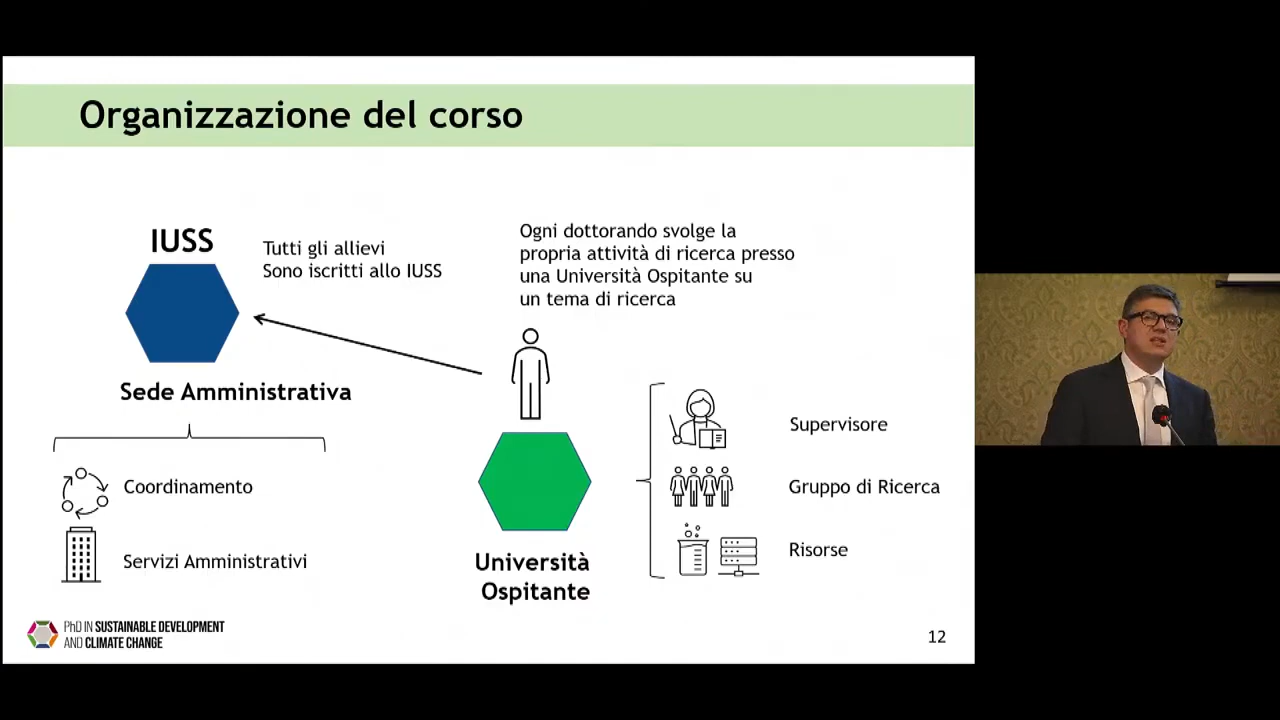 Organizzazione del corso
IUSS
Tutti gli allievi
Sono iscritti allo IUSS
Ogni dottorando svolge la
propria attività di ricerca presso
una Università Ospitante su
un tema di ricerca
Sede Amministrativa
Coordinamento
Servizi Amministrativi
Università
Ospitante
Supervisore
Gruppo di Ricerca
Risorse
PhD IN SUSTAINABLE DEVELOPMENT
AND CLIMATE CHANGE
12